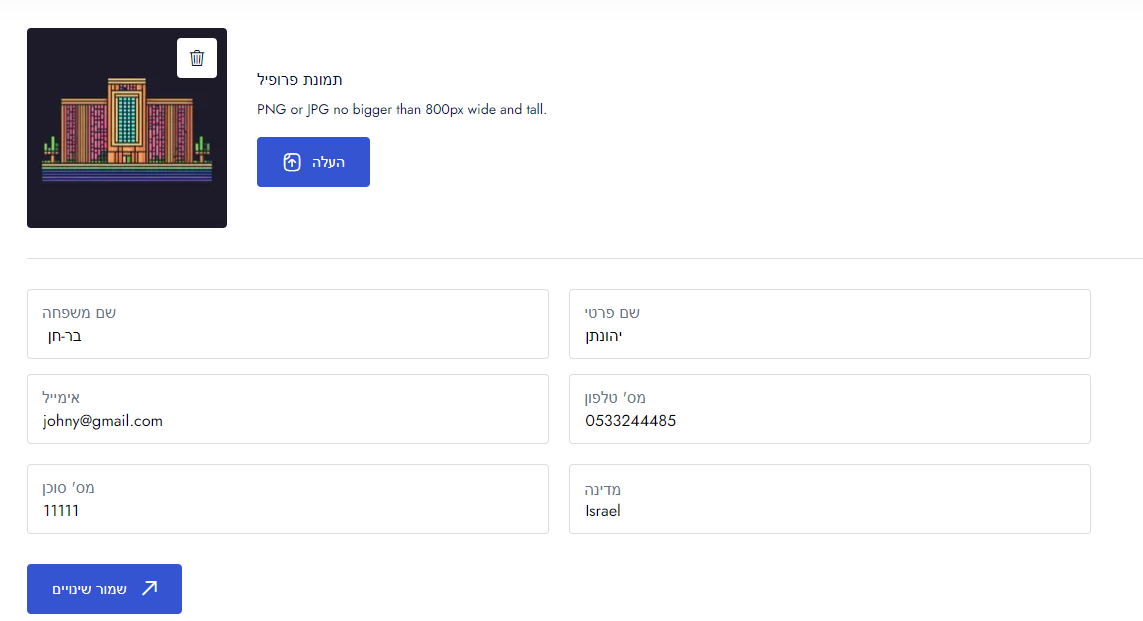 תמונת פרופיל
PNG or JPG no bigger than 800px wide and tall.
העלה
שם פרטי
יהונתן
שם משפחה
בר-חן
מס' טלפון
0533244485
אימייל
johny@gmail.com
מדינה
Israel
מס' סוכן
11111
שמור שינויים